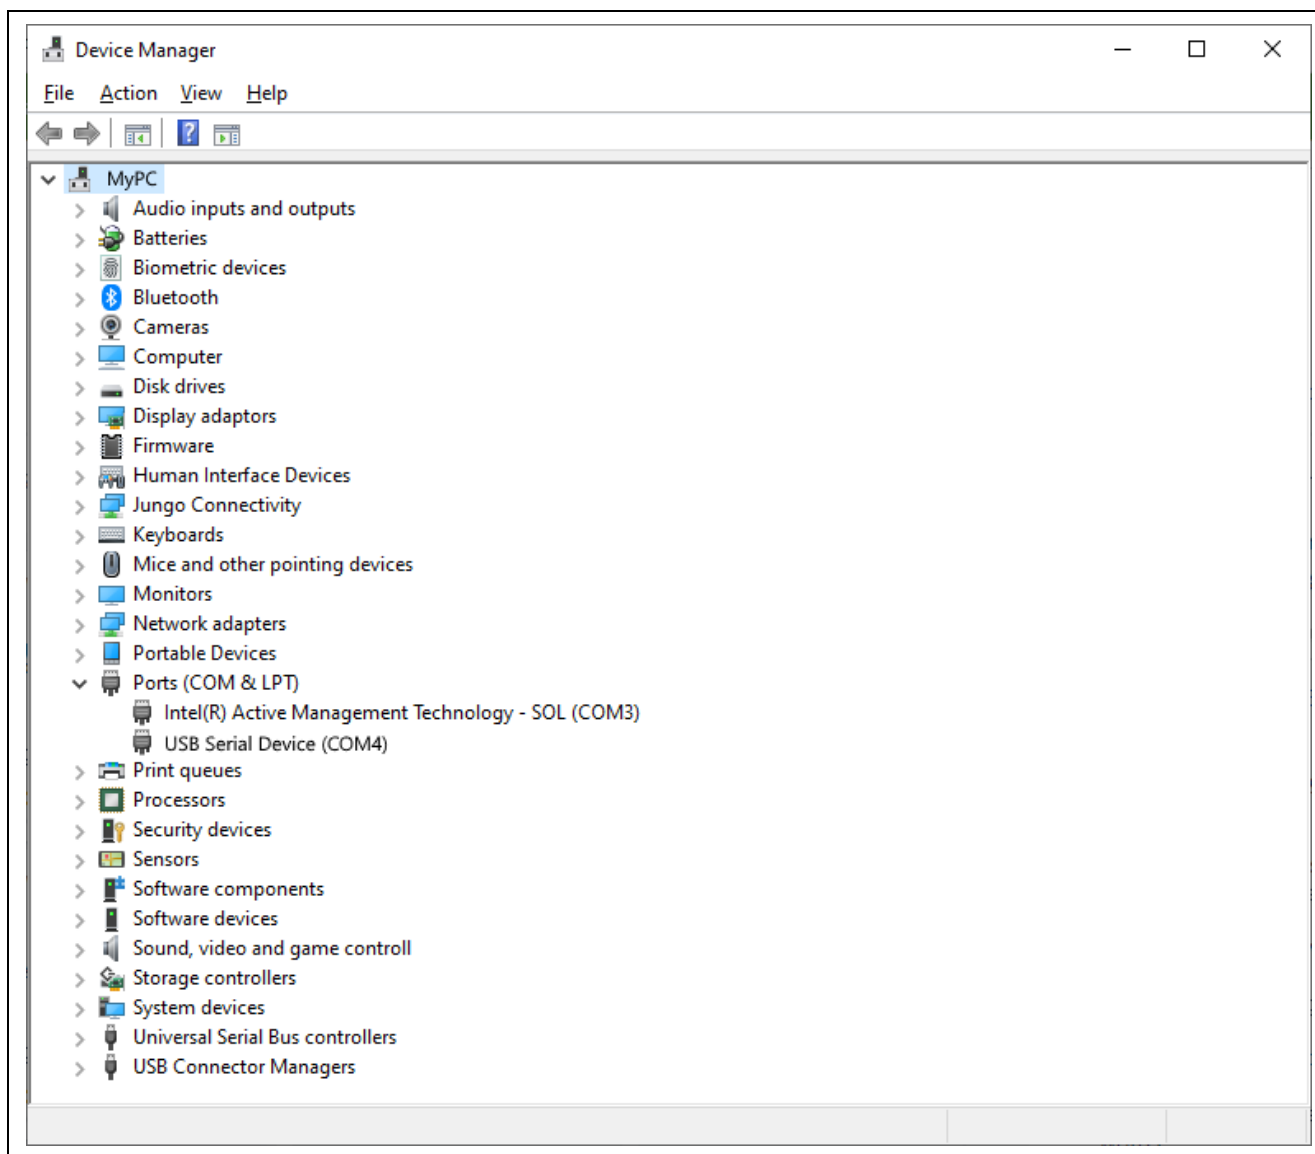 Device Manager
File Action View Help
?
MyPC
Audio inputs and outputs
Batteries
Biometric devices
Bluetooth
Cameras
Computer
Disk drives
Display adaptors
Firmware
Human Interface Devices
Jungo Connectivity
Keyboards
Mice and other pointing devices
Monitors
Network adapters
Portable Devices
Ports (COM & LPT)
Intel(R) Active Management Technology - SOL (COM3)
USB Serial Device (COM4)
Print queues
Processors
Security devices
Sensors
Software components
Software devices
Sound, video and game controll
Storage controllers
System devices
Universal Serial Bus controllers
USB Connector Managers